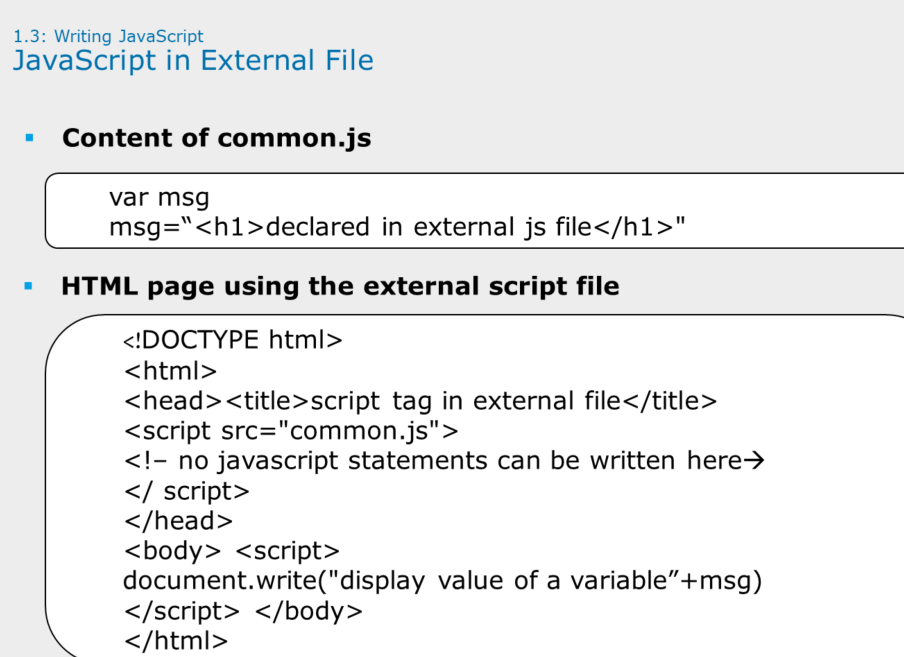 1.3: Writing JavaScript
JavaScript in External File
▪ Content of common.js
var msg
msg=“<h1>declared in external js file</h1>"
▪ HTML page using the external script file
<!DOCTYPE html>
<html>
<head><title>script tag in external file</title>
<script src="common.js">
<!– no javascript statements can be written here→
</ script>
</head>
<body> <script>
document.write("display value of a variable”+msg)
</script> </body>
</html>